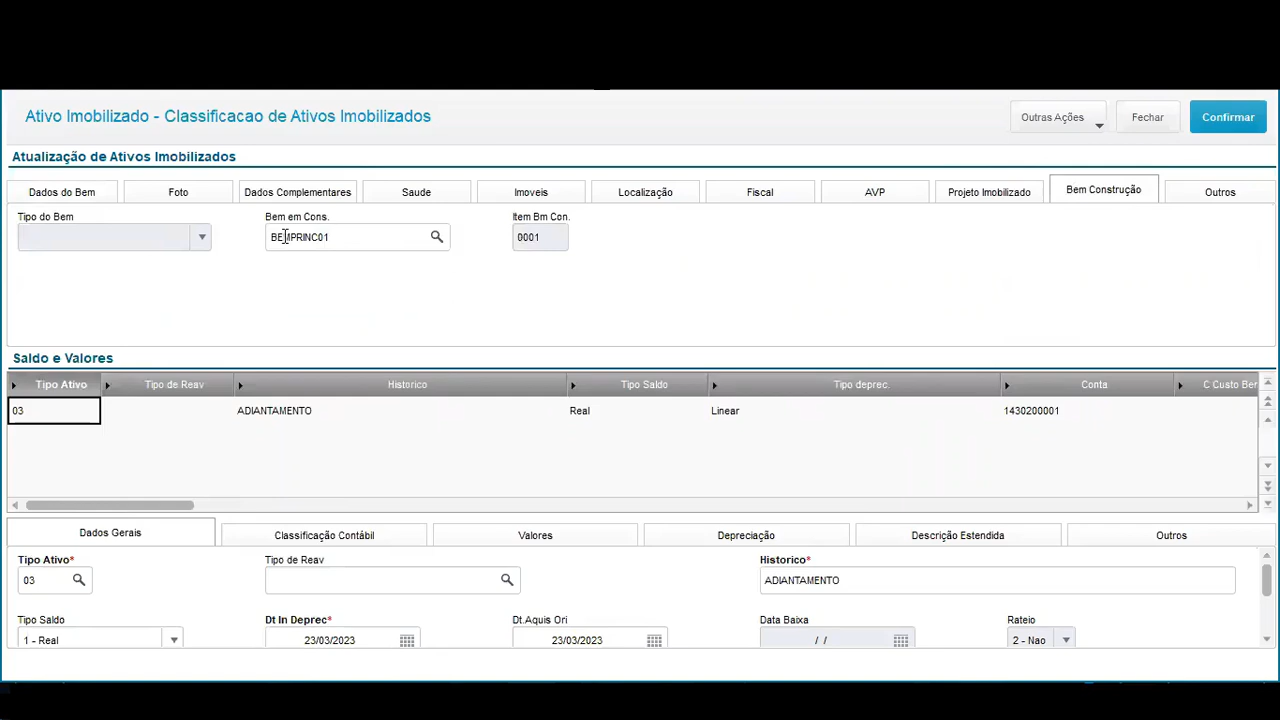 Ativo Imobilizado - Classificacao de Ativos Imobilizados
Outras Ações
Fechar
Confirmar
Atualização de Ativos Imobilizados
Dados do Bem
Foto
Dados Complementares
Saude
Imoveis
Localização
Fiscal
AVP
Projeto Imobilizado
Bem Construção
Outros
Tipo do Bem
Bem em Cons.
Item Bm Con.
BEMPRINC01
0001
Saldo e Valores
Tipo Ativo
Tipo de Reav
Historico
Tipo Saldo
Tipo deprec.
Conta
C Custo Ber
03
ADIANTAMENTO
Real
Linear
1430200001
Dados Gerais
Classificação Contábil
Valores
Depreciação
Descrição Estendida
Outros
Tipo Ativo*
Tipo de Reav
Historico*
03
ADIANTAMENTO
Tipo Saldo
Dt In Deprec*
Dt.Aquis Ori
Data Baixa
Rateio
1 - Real
23/03/2023
23/03/2023
/ /
2 - Nao